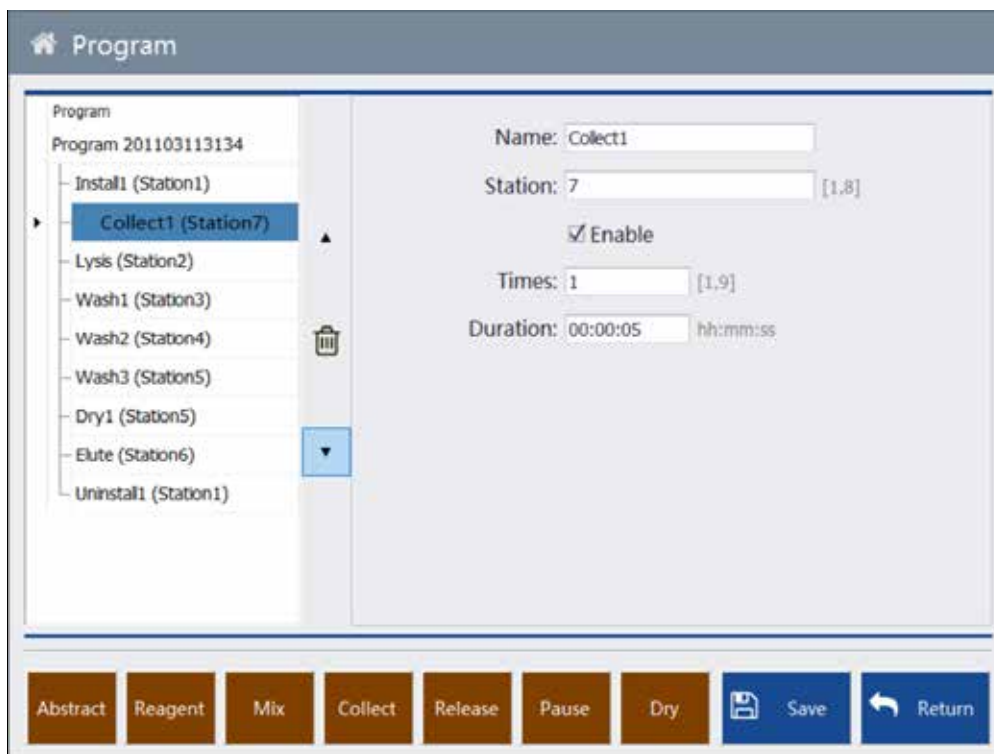 Program
Program
Program 201103113134
Install1 (Station1)
Collect1 (Station7)
Lysis (Station2)
Wash1 (Station3)
Wash2 (Station4)
Wash3 (Station5)
Dry1 (Station5)
Elute (Station6)
Uninstall1 (Station1)
Name: Collect1
Station: 7 [1,8]
Enable
Times: 1 [1,9]
Duration: 00:00:05 hh:mm:ss
Abstract Reagent Mix Collect Release Pause Dry Save Return